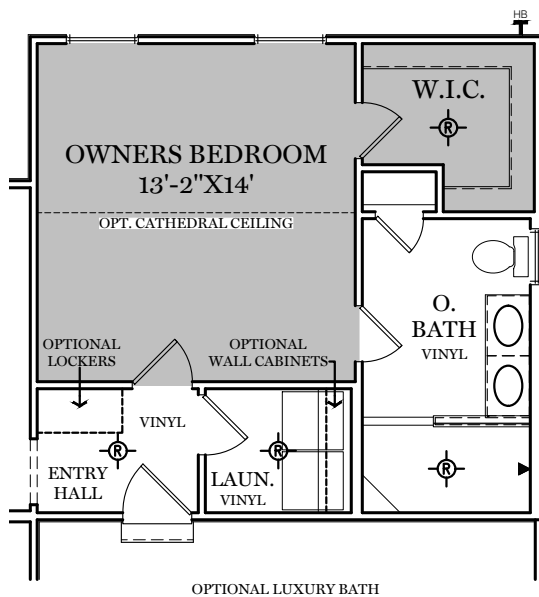 HB
W.I.C.
R
OWNERS BEDROOM
13'-2"X14'
OPT. CATHEDRAL CEILING
O.
BATH
VINYL
OPTIONAL
LOCKERS
OPTIONAL
WALL CABINETS
VINYL
R
ENTRY
HALL
R
LAUN.
VINYL
R
OPTIONAL LUXURY BATH